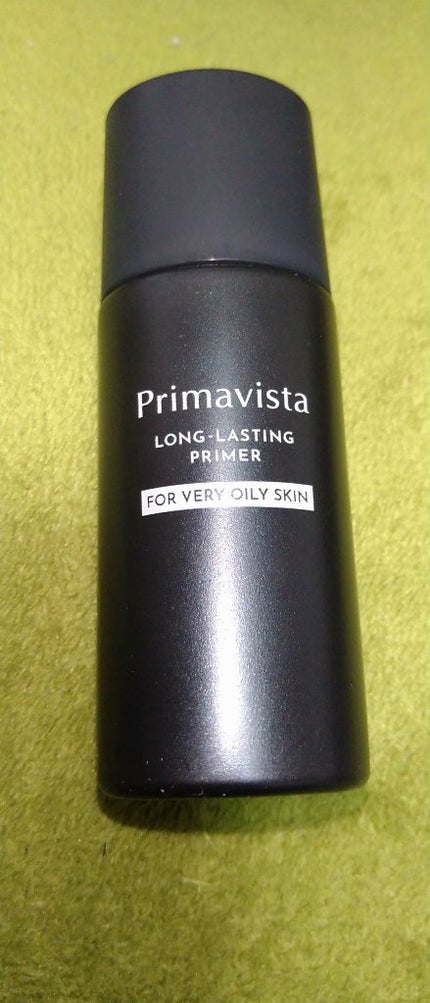 Primavista
LONG-LASTING
PRIMER
FOR VERY OILY SKIN